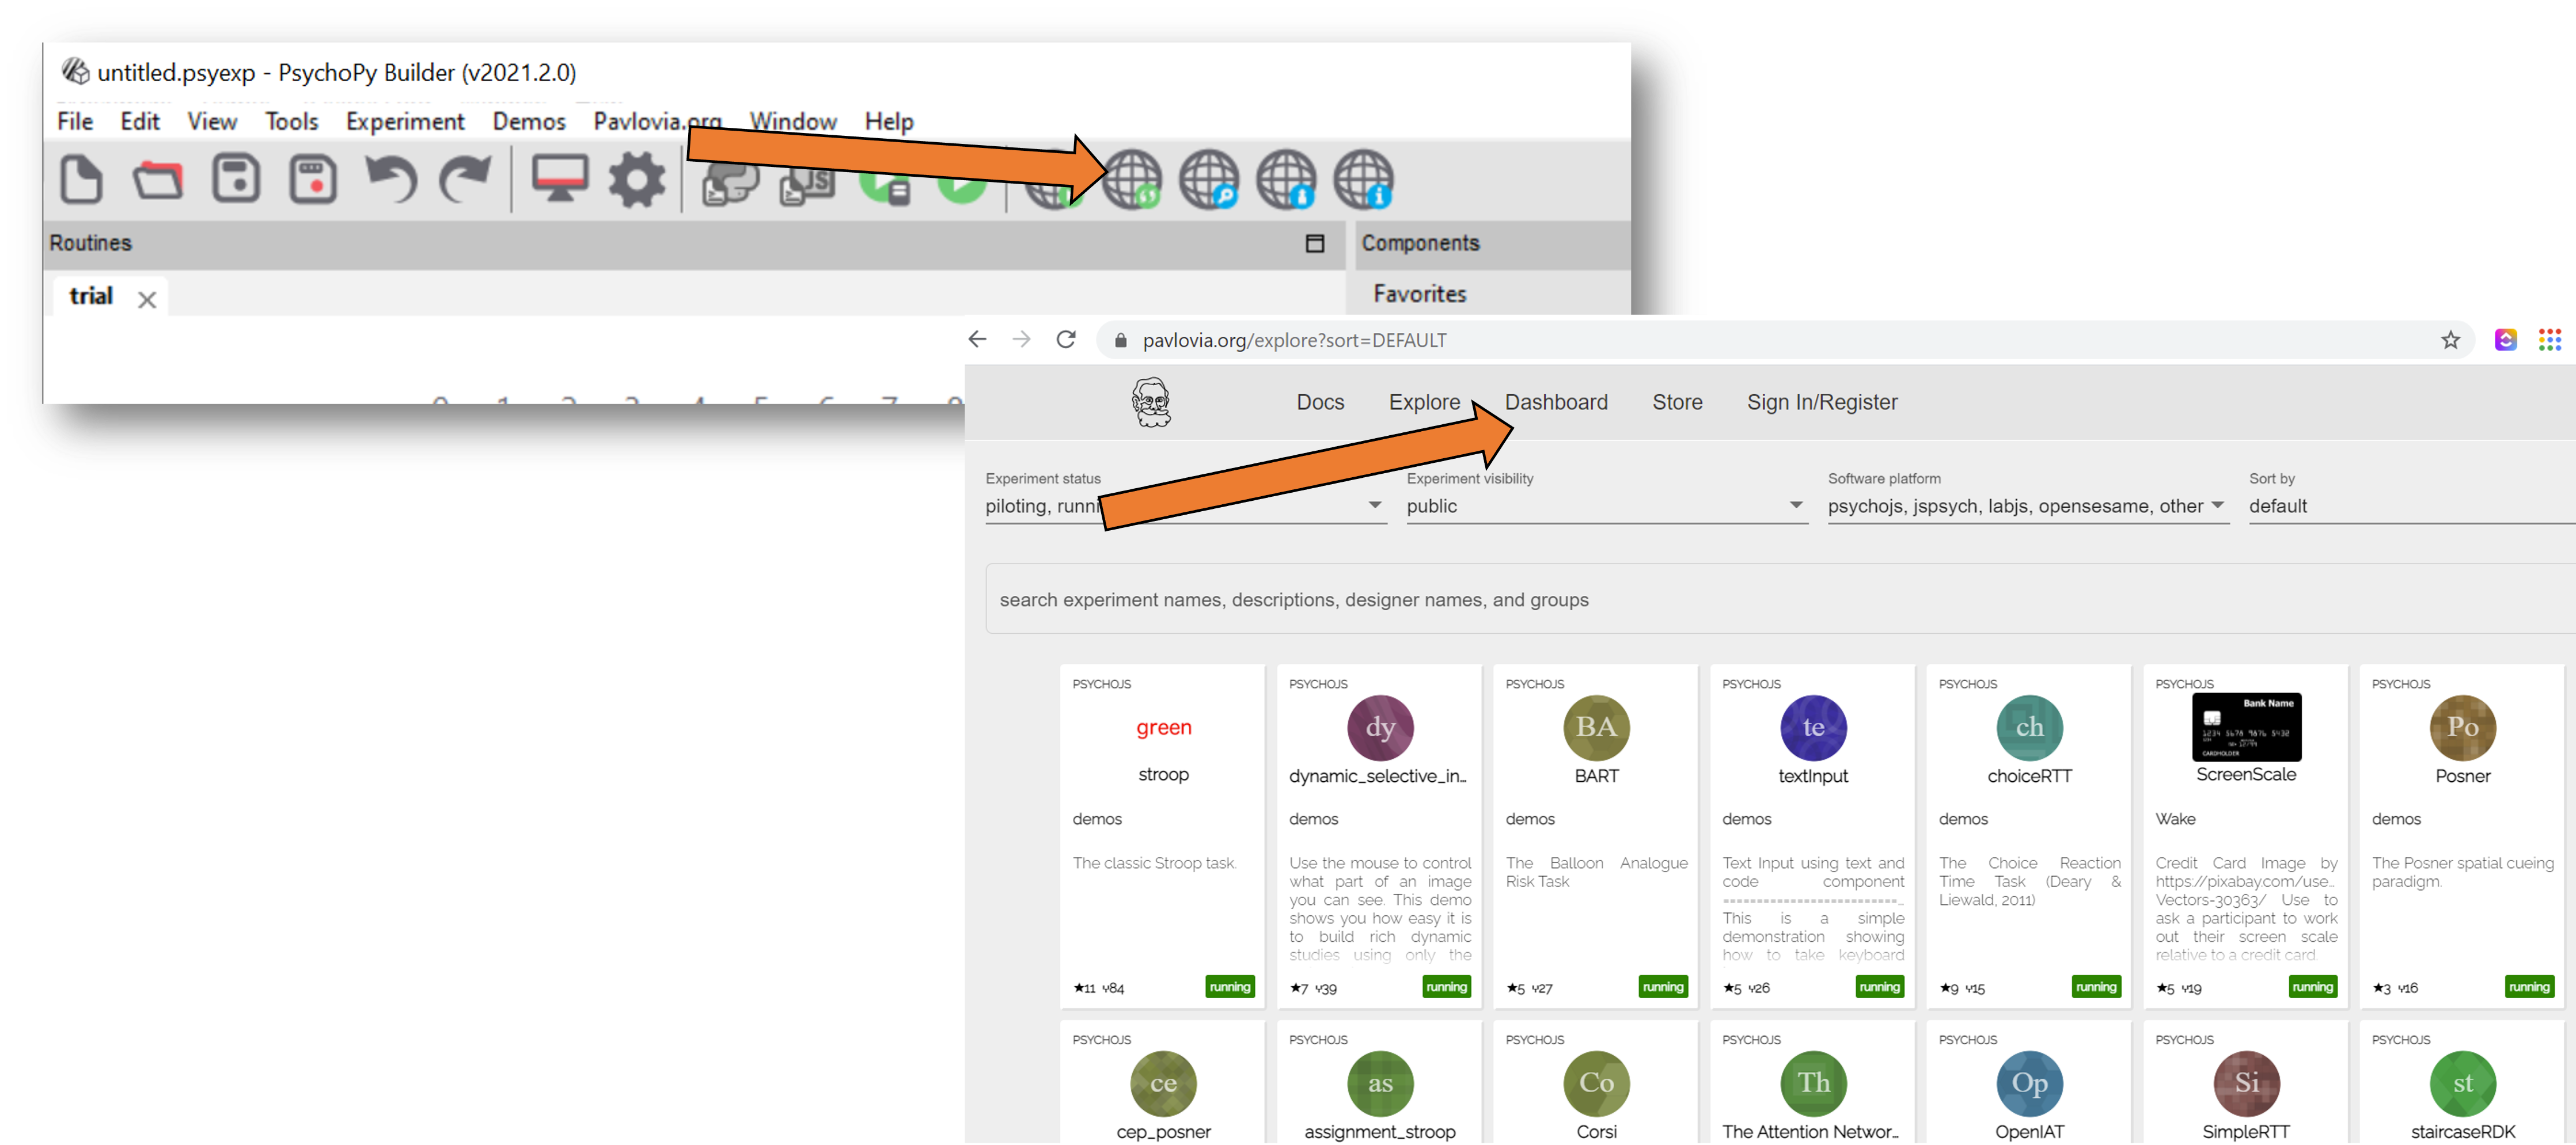 untitled.psyexp - PsychoPy Builder (v2021.2.0)
File Edit View Tools Experiment Demos Pavlovia.org Window Help
JS
Routines
Components
trial
Favorites
pavlovia.org/explore?sort=DEFAULT
Docs Explore Dashboard Store Sign In/Register
Experiment status
piloting,
Experiment visibility
public
Software platform
psychojs, jspsych, labjs, opensesame, other
Sort by
default
search experiment names, descriptions, designer names, and groups
PSYCHOJS
green
stroop
demos
The classic Stroop task.
★11 84
running
PSYCHOJS
dy
dynamic_selective_in...
demos
Use the mouse to control
what part of an image
you can see. This demo
shows you how easy it is
to build rich dynamic
studies using only the
★7 39
running
PSYCHOJS
BA
BART
demos
The Balloon Analogue
Risk Task
★5 27
running
PSYCHOJS
te
textInput
demos
Text Input using text and
code component
This is a simple
demonstration showing
how to take keyboard
★5 26
running
PSYCHOJS
ch
choiceRTT
demos
The Choice Reaction
Time Task (Deary &
Liewald, 2011)
★9 15
running
PSYCHOJS
Bank Name
1234 5678 9876 5432
CARDHOLDER
ScreenScale
Wake
Credit Card Image by
https://pixabay.com/use...
Vectors-30363/ Use to
ask a participant to work
out their screen scale
relative to a credit card.
★5 19
running
PSYCHOJS
Po
Posner
demos
The Posner spatial cueing
paradigm.
★3 16
running
PSYCHOJS
ce
cep_posner
PSYCHOJS
as
assignment_stroop
PSYCHOJS
Co
Corsi
PSYCHOJS
Th
The Attention Networ...
PSYCHOJS
Op
OpenIAT
PSYCHOJS
Si
SimpleRTT
PSYCHOJS
st
staircaseRDK